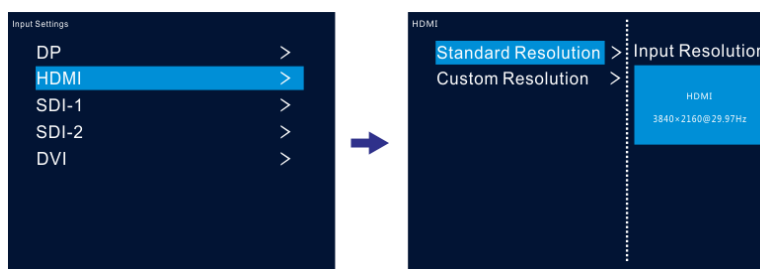 Input Settings
DP >
HDMI >
SDI-1 >
SDI-2 >
DVI >
HDMI
Standard Resolution >
Custom Resolution >
Input Resolution
HDMI
3840×2160@29.97Hz